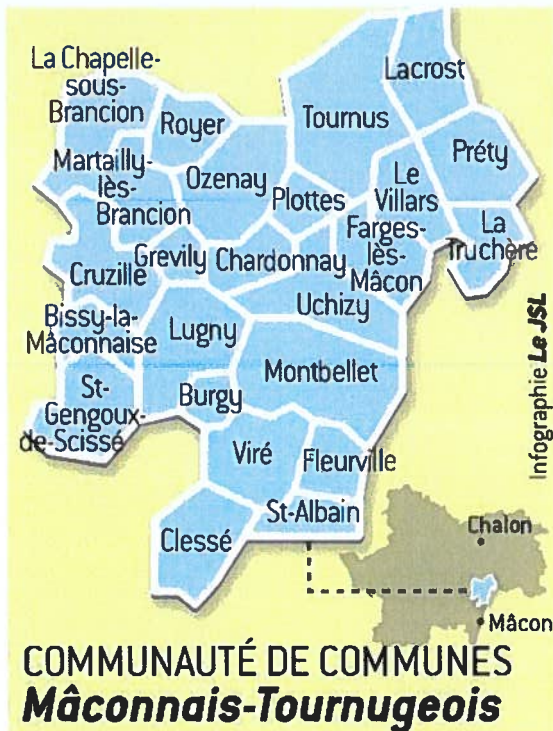 La Chapelle-
sous-
Brancion
Royer
Tournus
Lacrost
Martailly-
lès-
Brancion
Ozenay
Plottes
Le
Villars
Préty
Farges-
lès-
Mâcon
La
Truchère
Cruzille
Grevily
Chardonnay
Uchizy
Bissy-la-
Mâconnaise
Lugny
Montbellet
St-
Gengoux-
de-Scissé
Burgy
Viré
Fleurville
St-Albain
Clessé
Infographie Le JSL
Chalon
Mâcon
COMMUNAUTÉ DE COMMUNES
Mâconnais-Tournugeois